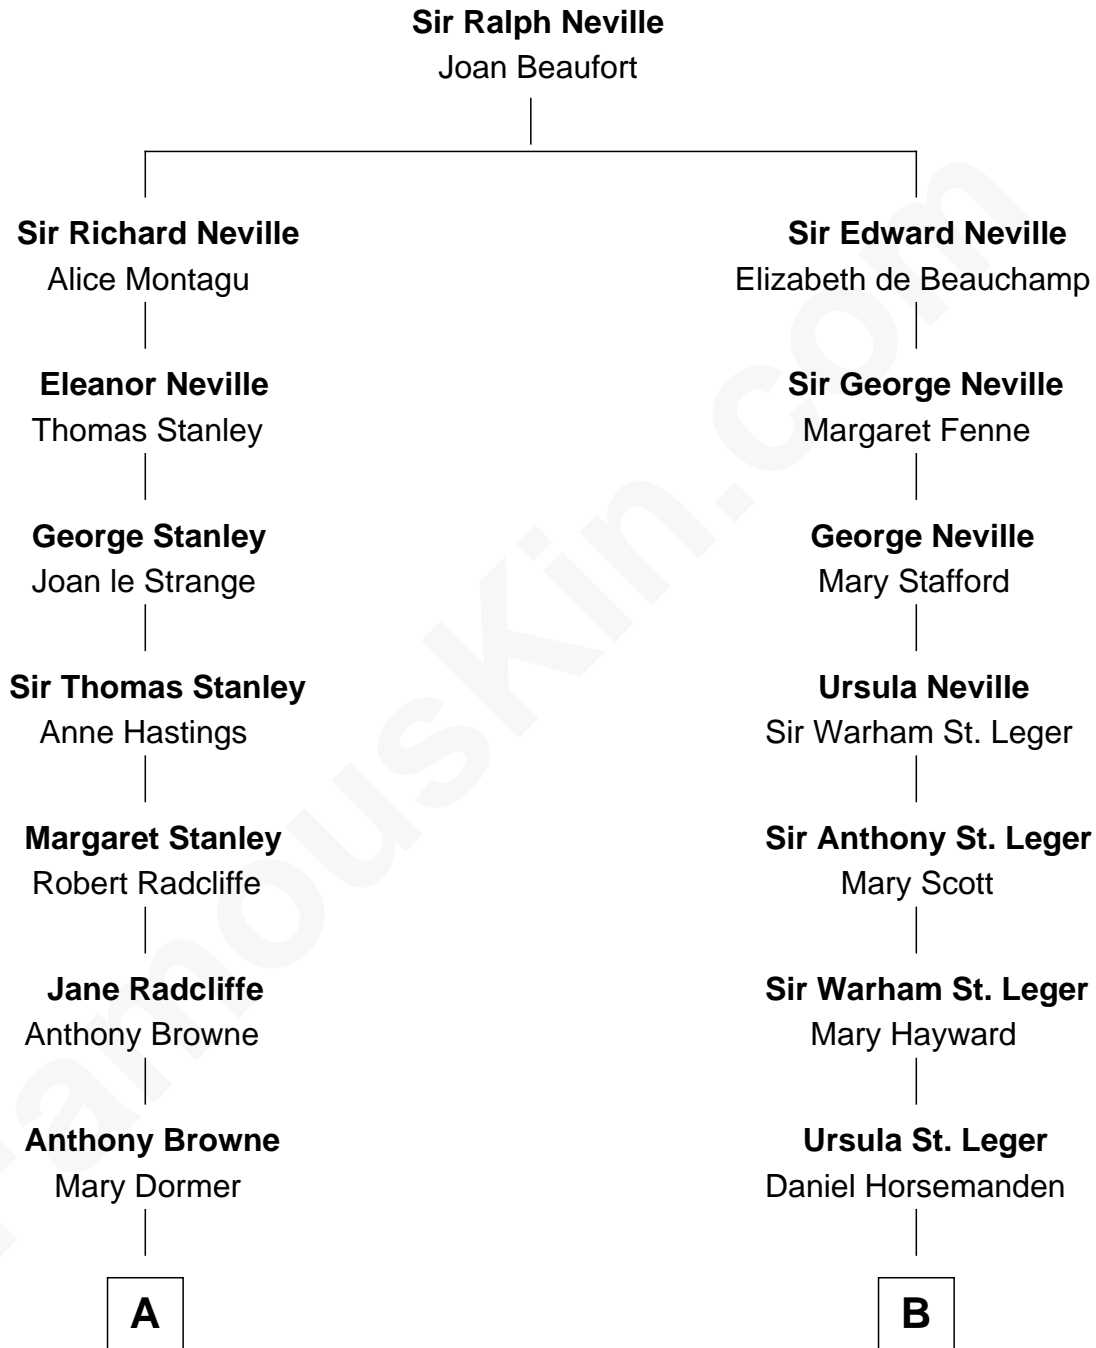 Sir Ralph Neville
Joan Beaufort
Sir Richard Neville
Alice Montagu
Sir Edward Neville
Elizabeth de Beauchamp
Eleanor Neville
Thomas Stanley
Sir George Neville
Margaret Fenne
George Stanley
Joan le Strange
George Neville
Mary Stafford
Sir Thomas Stanley
Anne Hastings
Ursula Neville
Sir Warham St. Leger
Margaret Stanley
Robert Radcliffe
Sir Anthony St. Leger
Mary Scott
Jane Radcliffe
Anthony Browne
Sir Warham St. Leger
Mary Hayward
Anthony Browne
Mary Dormer
Ursula St. Leger
Daniel Horsemanden
A
B
FamousKin.com